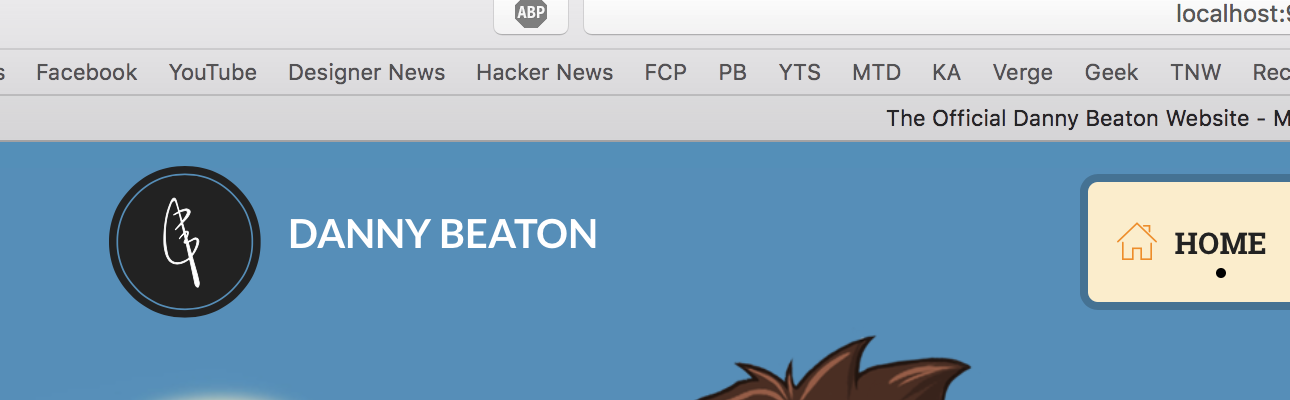 ABP
localhost:9
s Facebook YouTube Designer News Hacker News FCP PB YTS MTD KA Verge Geek TNW Rec
The Official Danny Beaton Website - M
DANNY BEATON
HOME